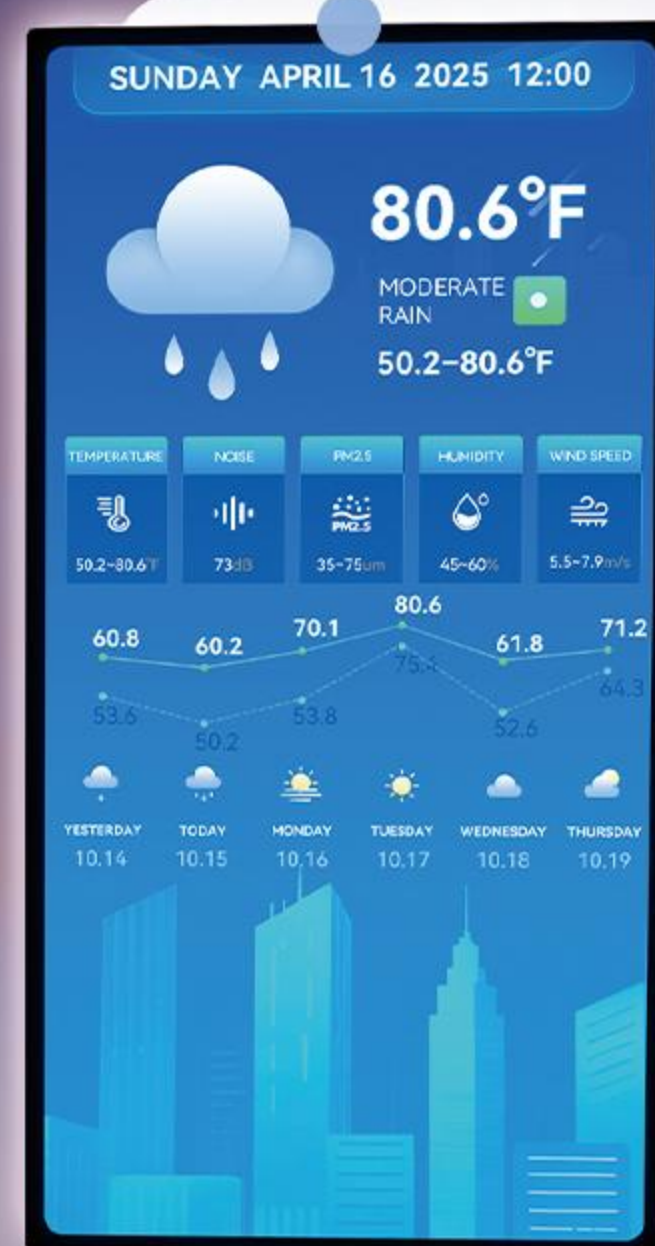 SUNDAY APRIL 16 2025 12:00
80.6°F
MODERATE
RAIN
50.2-80.6°F
TEMPERATURE NOISE PM2.5 HUMIDITY WIND SPEED
PM2.5
50.2~80.6°F 73dB 35~75um 45~60% 5.5~7.9m/s
80.6
60.8 60.2 70.1 61.8 71.2
75.4
53.6 50.2 53.8 52.6 64.3
YESTERDAY TODAY MONDAY TUESDAY WEDNESDAY THURSDAY
10.14 10.15 10.16 10.17 10.18 10.19